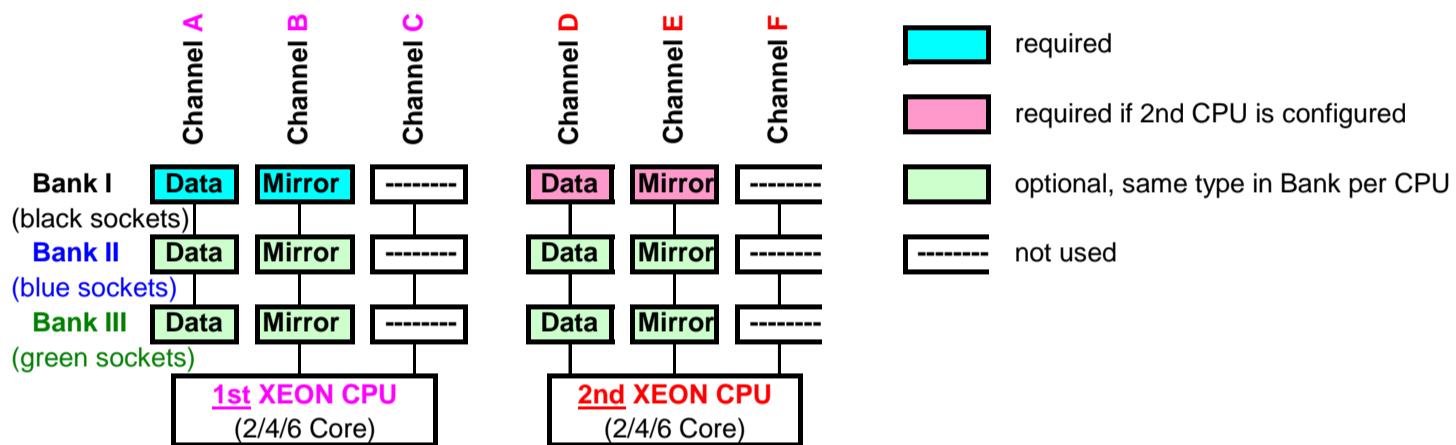 Channel A
Channel B
Channel C
Channel D
Channel E
Channel F
required
required if 2nd CPU is configured
Bank I Data Mirror -------- Data Mirror --------
optional, same type in Bank per CPU
(black sockets)
Bank II Data Mirror -------- Data Mirror --------
-------- not used
(blue sockets)
Bank III Data Mirror -------- Data Mirror --------
(green sockets)
1st XEON CPU
(2/4/6 Core)
2nd XEON CPU
(2/4/6 Core)